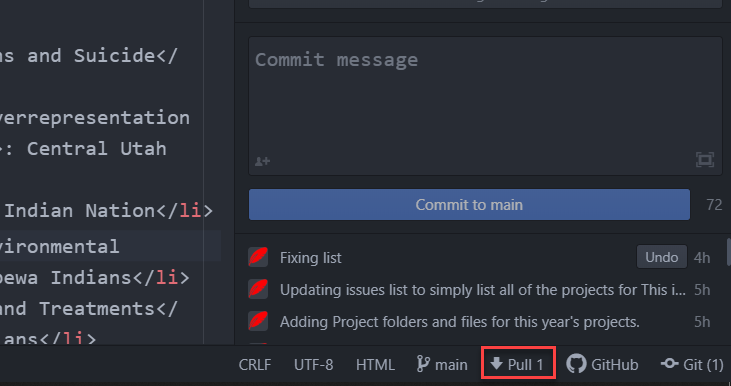 ns and Suicide</
verrepresentation
>: Central Utah
Indian Nation</li>
vironmental
pewa Indians</li>
and Treatments</
ians</li>
Commit message
Commit to main 72
Fixing list Undo 4h
Updating issues list to simply list all of the projects for This i... 5h
Adding Project folders and files for this year's projects. 5h
CRLF UTF-8 HTML main Pull 1 GitHub Git (1)